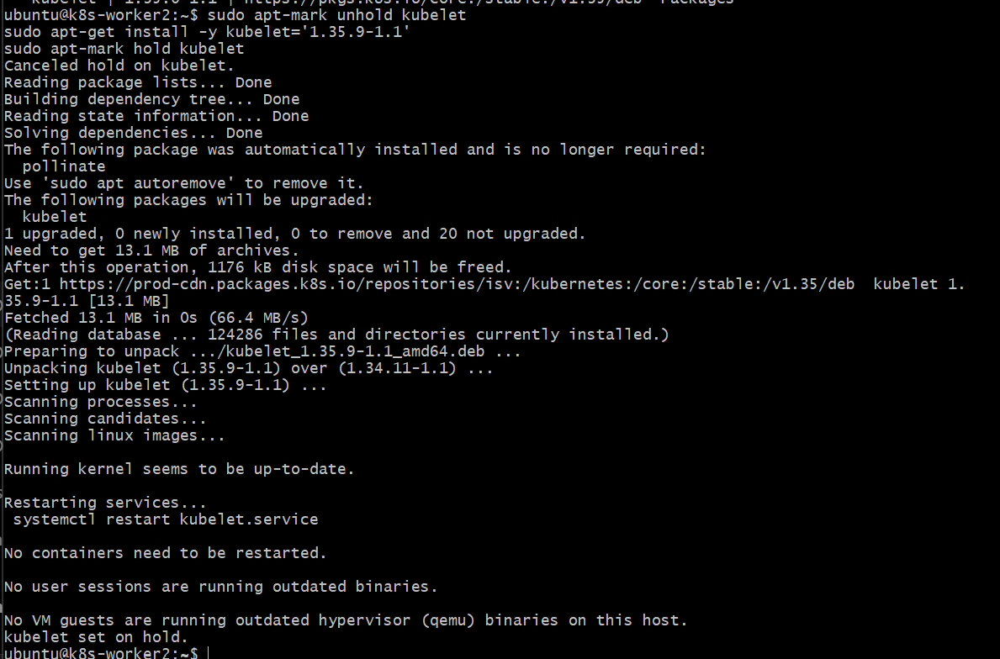 ubuntu@k8s-worker2:~$ sudo apt-mark unhold kubelet
sudo apt-get install -y kubelet='1.35.9-1.1'
sudo apt-mark hold kubelet
Canceled hold on kubelet.
Reading package lists... Done
Building dependency tree... Done
Reading state information... Done
Solving dependencies... Done
The following package was automatically installed and is no longer required:
  pollinate
Use 'sudo apt autoremove' to remove it.
The following packages will be upgraded:
  kubelet
1 upgraded, 0 newly installed, 0 to remove and 20 not upgraded.
Need to get 13.1 MB of archives.
After this operation, 1176 kB disk space will be freed.
Get:1 https://prod-cdn.packages.k8s.io/repositories/isv:/kubernetes:/core:/stable:/v1.35/deb  kubelet 1.
35.9-1.1 [13.1 MB]
Fetched 13.1 MB in 0s (66.4 MB/s)
(Reading database ... 124286 files and directories currently installed.)
Preparing to unpack .../kubelet_1.35.9-1.1_amd64.deb ...
Unpacking kubelet (1.35.9-1.1) over (1.34.11-1.1) ...
Setting up kubelet (1.35.9-1.1) ...
Scanning processes...
Scanning candidates...
Scanning linux images...

Running kernel seems to be up-to-date.

Restarting services...
 systemctl restart kubelet.service

No containers need to be restarted.

No user sessions are running outdated binaries.

No VM guests are running outdated hypervisor (qemu) binaries on this host.
kubelet set on hold.
ubuntu@k8s-worker2:~$